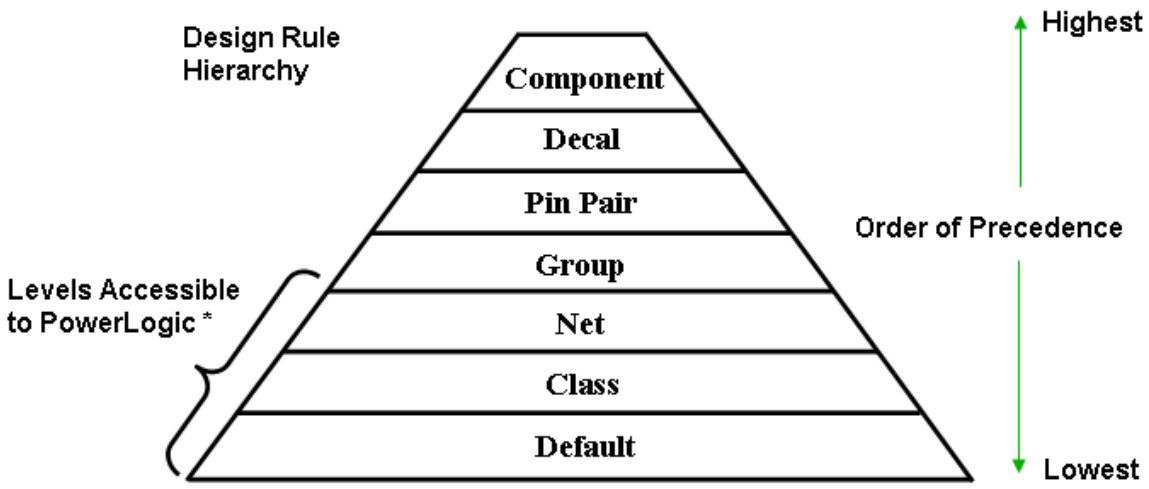 Design Rule
Hierarchy
Highest
Component
Decal
Pin Pair
Order of Precedence
Group
Levels Accessible
to PowerLogic *
Net
Class
Default
Lowest